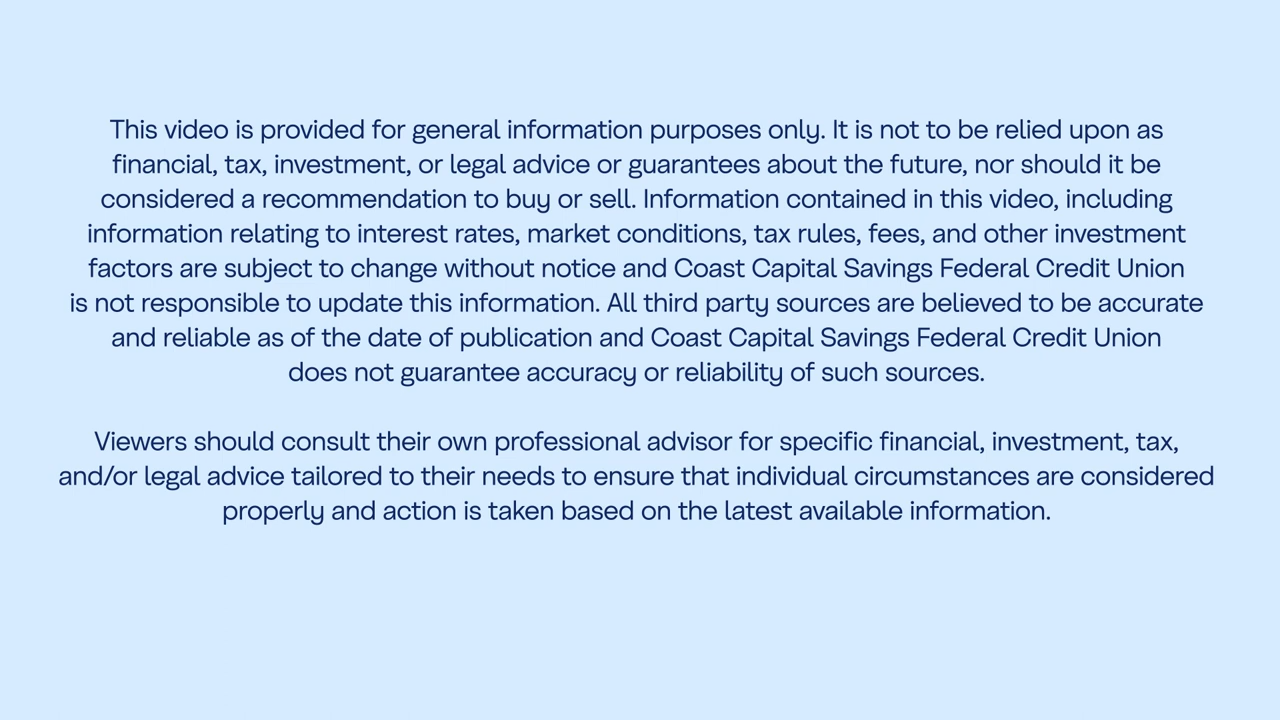 This video is provided for general information purposes only. It is not to be relied upon as
financial, tax, investment, or legal advice or guarantees about the future, nor should it be
considered a recommendation to buy or sell. Information contained in this video, including
information relating to interest rates, market conditions, tax rules, fees, and other investment
factors are subject to change without notice and Coast Capital Savings Federal Credit Union
is not responsible to update this information. All third party sources are believed to be accurate
and reliable as of the date of publication and Coast Capital Savings Federal Credit Union
does not guarantee accuracy or reliability of such sources.
Viewers should consult their own professional advisor for specific financial, investment, tax,
and/or legal advice tailored to their needs to ensure that individual circumstances are considered
properly and action is taken based on the latest available information.